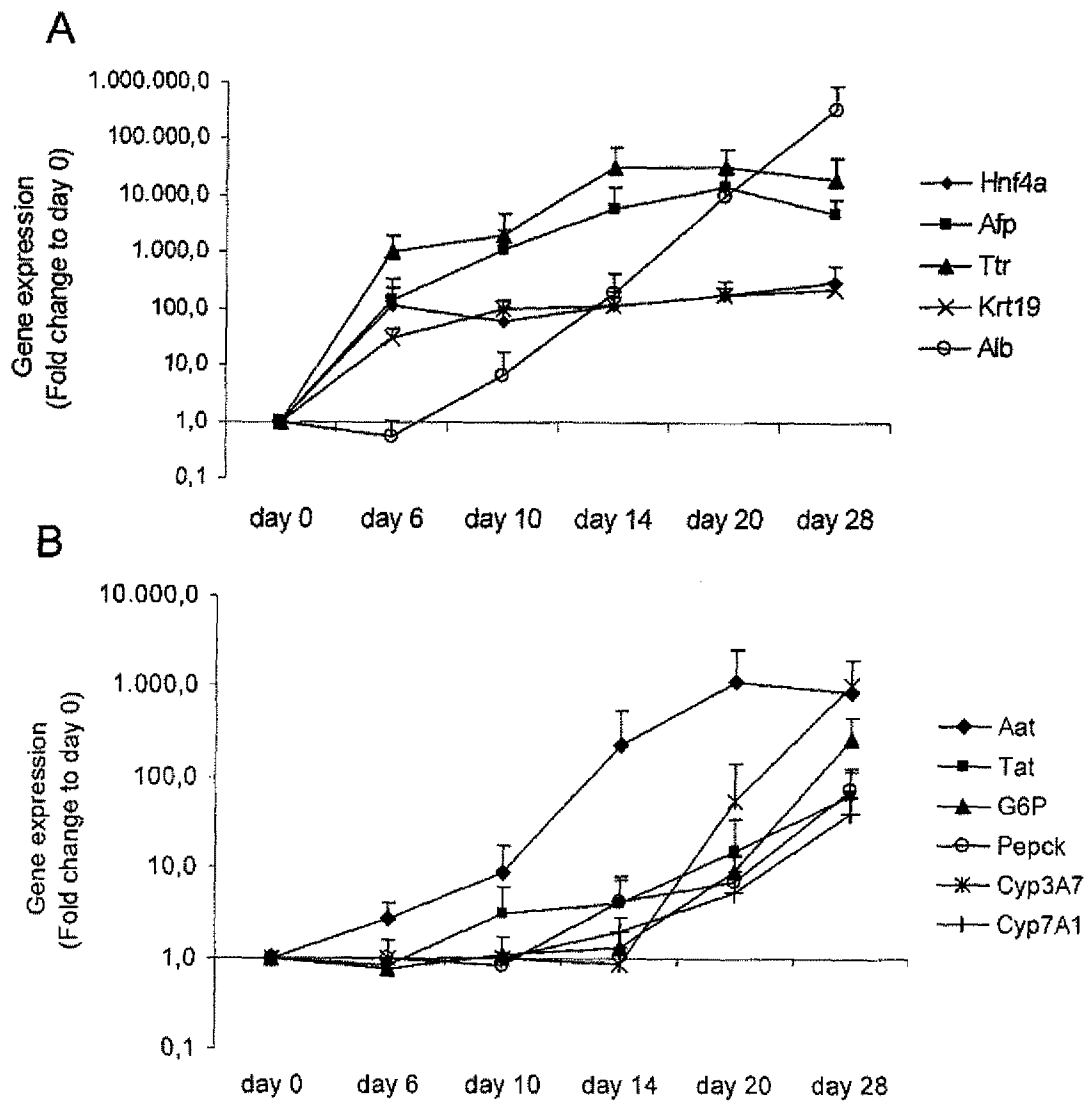 A
Gene expression
(Fold change to day 0)
1.000.000,0
100.000,0
10.000,0
1.000,0
100,0
10,0
1,0
0,1
day 0 day 6 day 10 day 14 day 20 day 28
Hnf4a
Afp
Ttr
Krt19
Alb
B
Gene expression
(Fold change to day 0)
10.000,0
1.000,0
100,0
10,0
1,0
0,1
day 0 day 6 day 10 day 14 day 20 day 28
Aat
Tat
G6P
Pepck
Cyp3A7
Cyp7A1